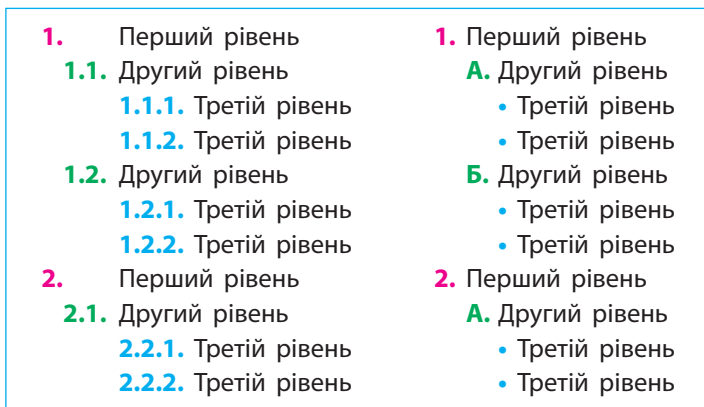 1. Перший рівень
1.1. Другий рівень
1.1.1. Третій рівень
1.1.2. Третій рівень
1.2. Другий рівень
1.2.1. Третій рівень
1.2.2. Третій рівень
2. Перший рівень
2.1. Другий рівень
2.2.1. Третій рівень
2.2.2. Третій рівень
1. Перший рівень
А. Другий рівень
• Третій рівень
• Третій рівень
Б. Другий рівень
• Третій рівень
• Третій рівень
2. Перший рівень
А. Другий рівень
• Третій рівень
• Третій рівень